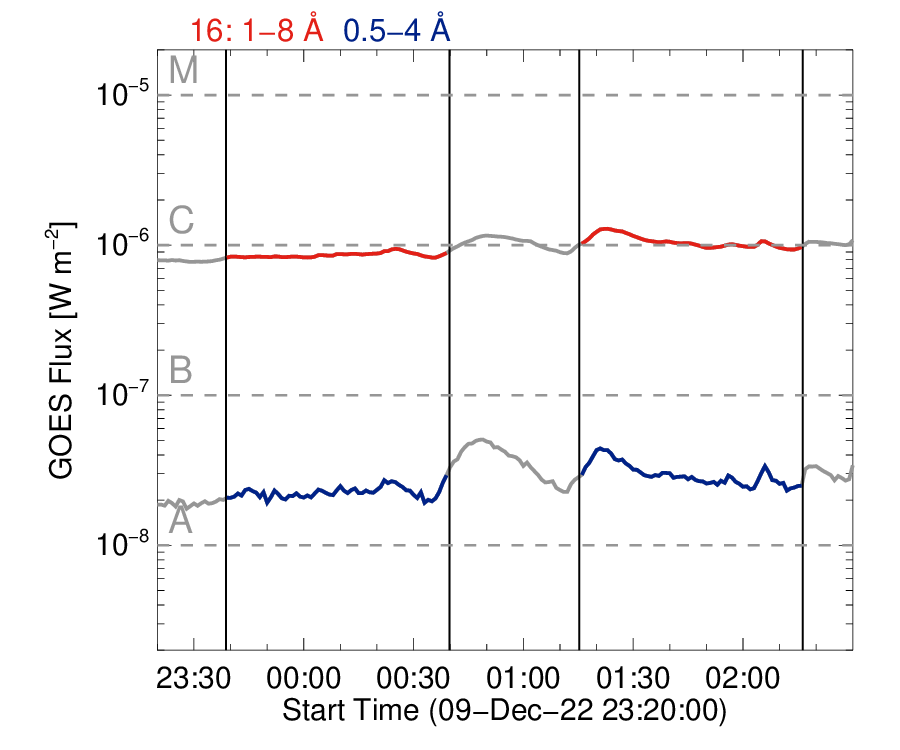 16: 1−8 Å 0.5−4 Å
M
10−5
C
10−6
B
10−7
A
10−8
GOES Flux [W m−2]
23:30 00:00 00:30 01:00 01:30 02:00
Start Time (09−Dec−22 23:20:00)